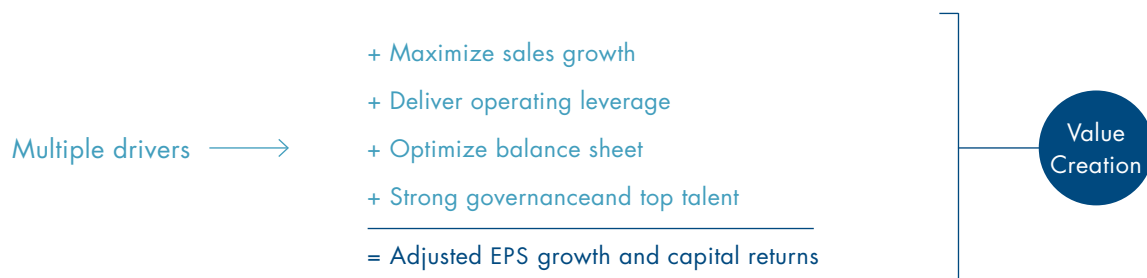 + Maximize sales growth
+ Deliver operating leverage
Multiple drivers
+ Optimize balance sheet
+ Strong governanceand top talent
= Adjusted EPS growth and capital returns
Value
Creation